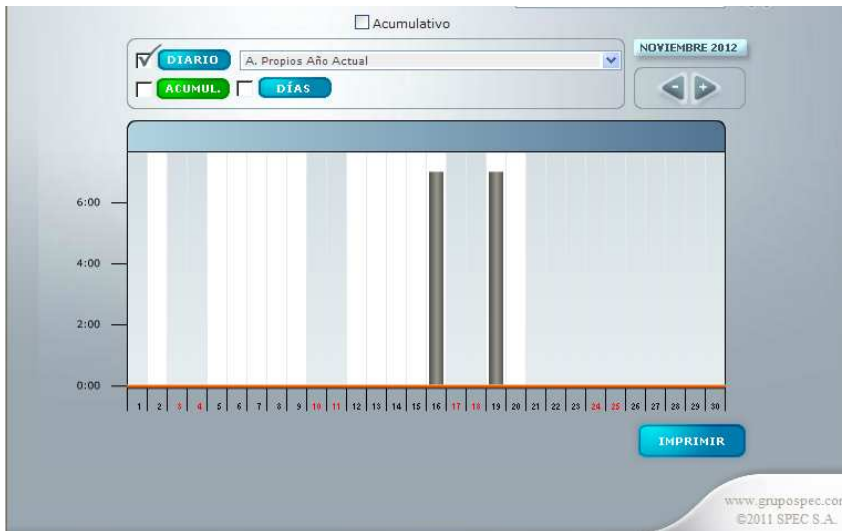 Acumulativo
DIARIO A. Propios Año Actual NOVIEMBRE 2012
ACUMUL. DÍAS - +
6:00
4:00
2:00
0:00
1 2 3 4 5 6 7 8 9 10 11 12 13 14 15 16 17 18 19 20 21 22 23 24 25 26 27 28 29 30
IMPRIMIR
www.grupospec.com
©2011 SPEC S.A.